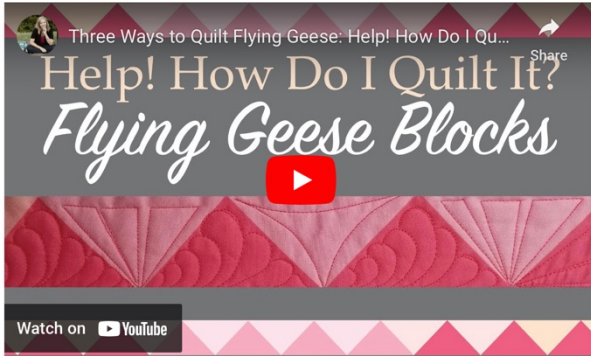 Three Ways to Quilt Flying Geese: Help! How Do I Qu...
Share
Help! How Do I Quilt It?
Flying Geese Blocks
Watch on YouTube